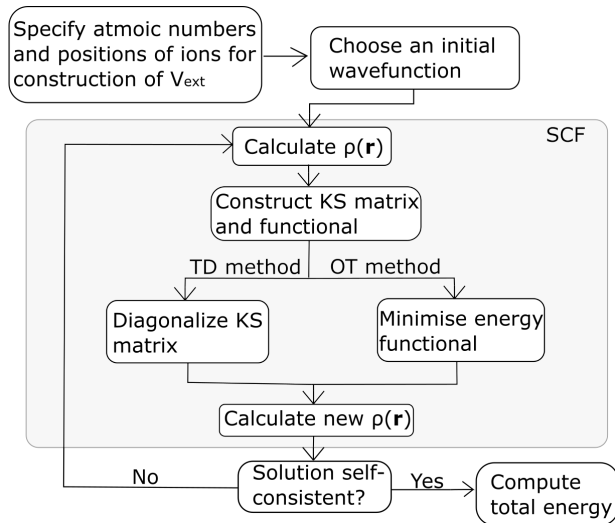 Specify atmoic numbers
and positions of ions for
construction of Vext
Choose an initial
wavefunction
SCF
Calculate ρ(r)
Construct KS matrix
and functional
TD method
OT method
Diagonalize KS
matrix
Minimise energy
functional
Calculate new ρ(r)
No
Solution self-
consistent?
Yes
Compute
total energy